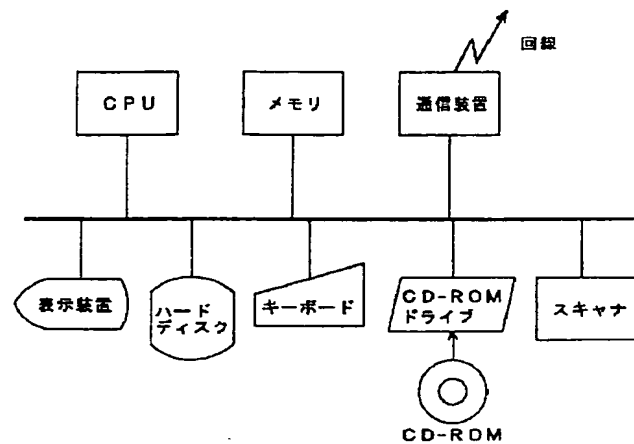 回線
CPU
メモリ
通信装置
表示装置
ハード
ディスク
キーボード
CD-ROM
ドライブ
スキャナ
CD-ROM